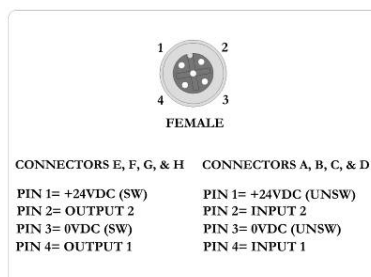 1 2
4 3
FEMALE
CONNECTORS E, F, G, & H
PIN 1= +24VDC (SW)
PIN 2= OUTPUT 2
PIN 3= 0VDC (SW)
PIN 4= OUTPUT 1
CONNECTORS A, B, C, & D
PIN 1= +24VDC (UNSW)
PIN 2= INPUT 2
PIN 3= 0VDC (UNSW)
PIN 4= INPUT 1